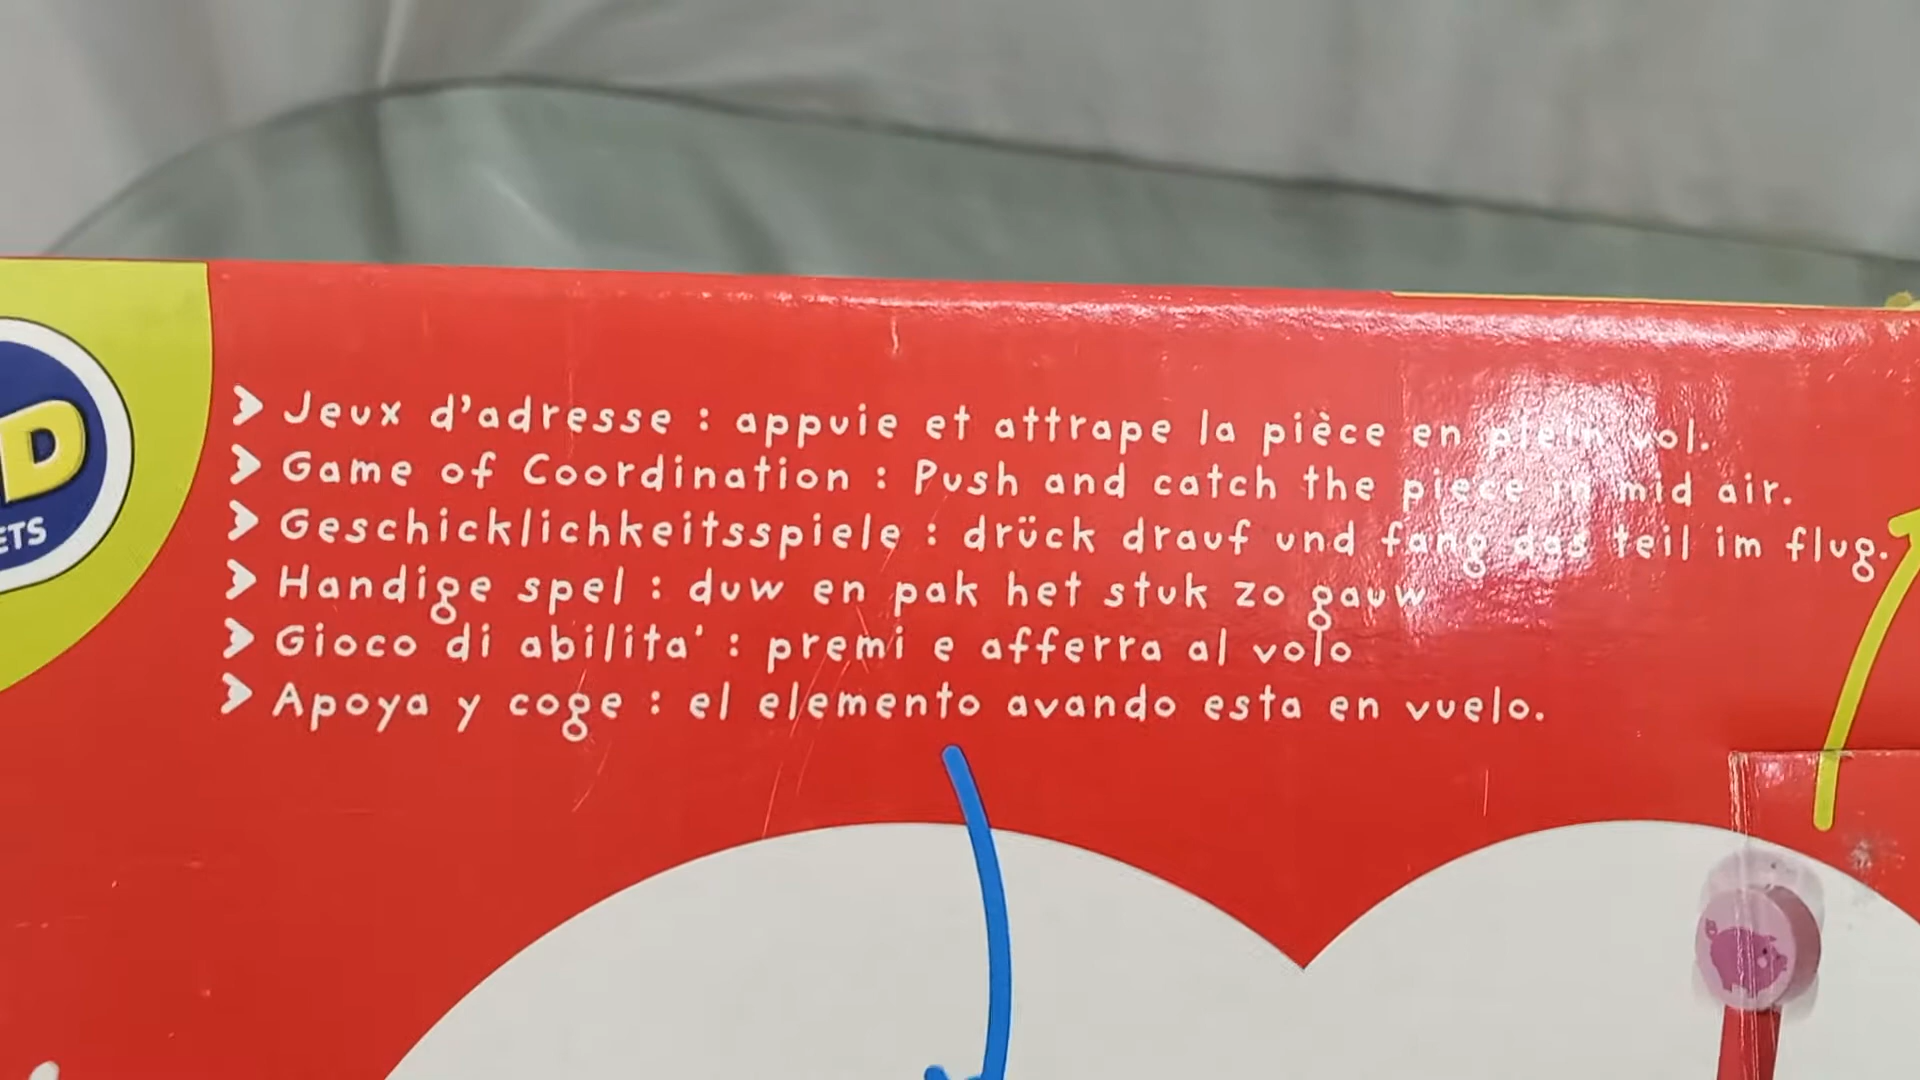 D
ETS
Jeux d'adresse : appuie et attrape la pièce en plein vol.
Game of Coordination : Push and catch the piece in mid air.
Geschicklichkeitsspiele : drück drauf und fang das teil im flug.
Handige spel : duw en pak het stuk zo gauw
Gioco di abilita' : premi e afferra al volo
Apoya y coge : el elemento avando esta en vuelo.